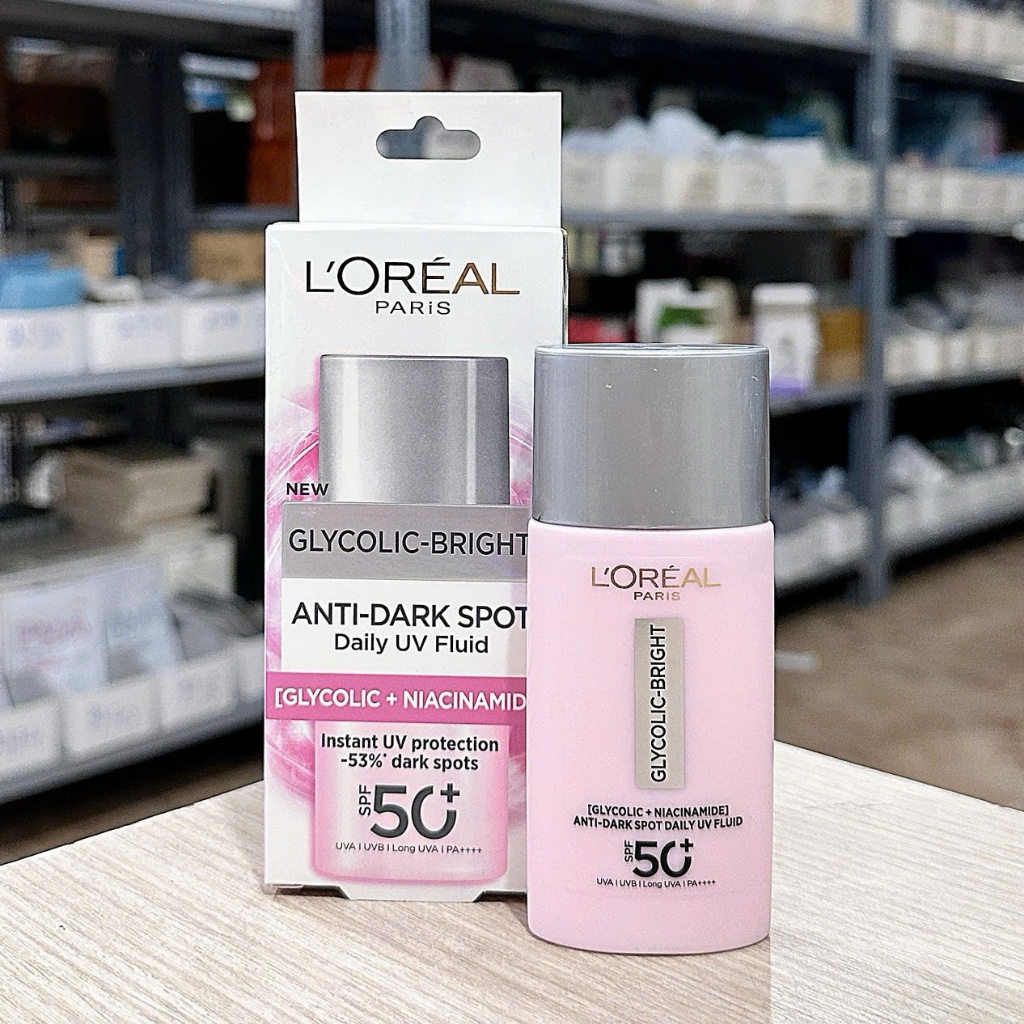 L'ORÉAL
PARiS
NEW
GLYCOLIC-BRIGHT
ANTI-DARK SPOT
Daily UV Fluid
[GLYCOLIC + NIACINAMID
Instant UV protection
-53%* dark spots
SPF 50+
UVA I UVB I Long UVA I PA++++
L'ORÉAL
PARiS
GLYCOLIC-BRIGHT
[GLYCOLIC + NIACINAMIDE]
ANTI-DARK SPOT DAILY UV FLUID
SPF 50+
UVA I UVB I Long UVA I PA++++